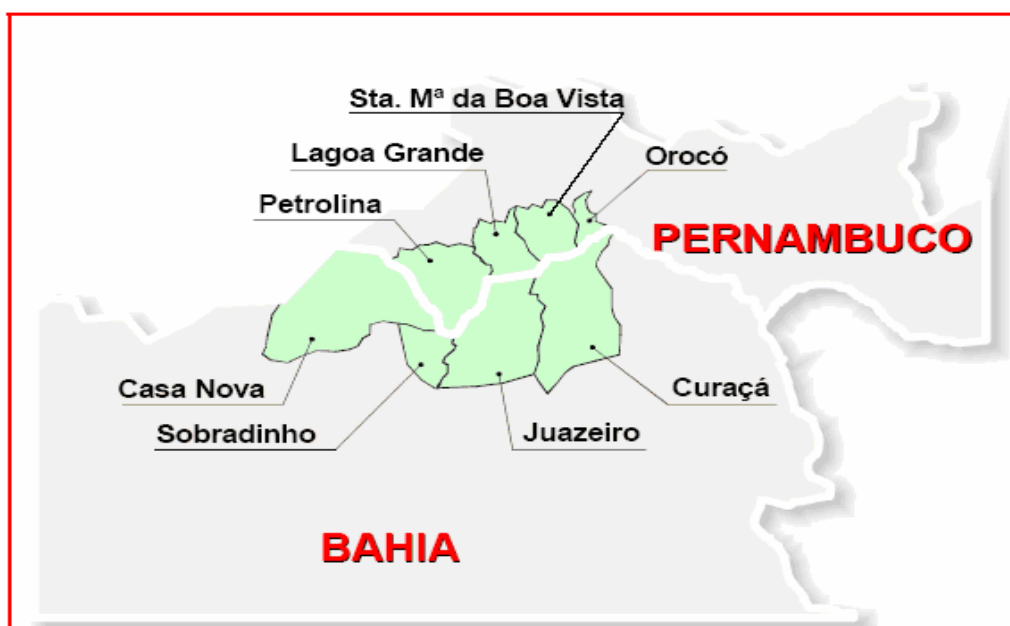 Sta. Mª da Boa Vista
Lagoa Grande
Orocó
Petrolina
PERNAMBUCO
Casa Nova
Curaçá
Sobradinho
Juazeiro
BAHIA